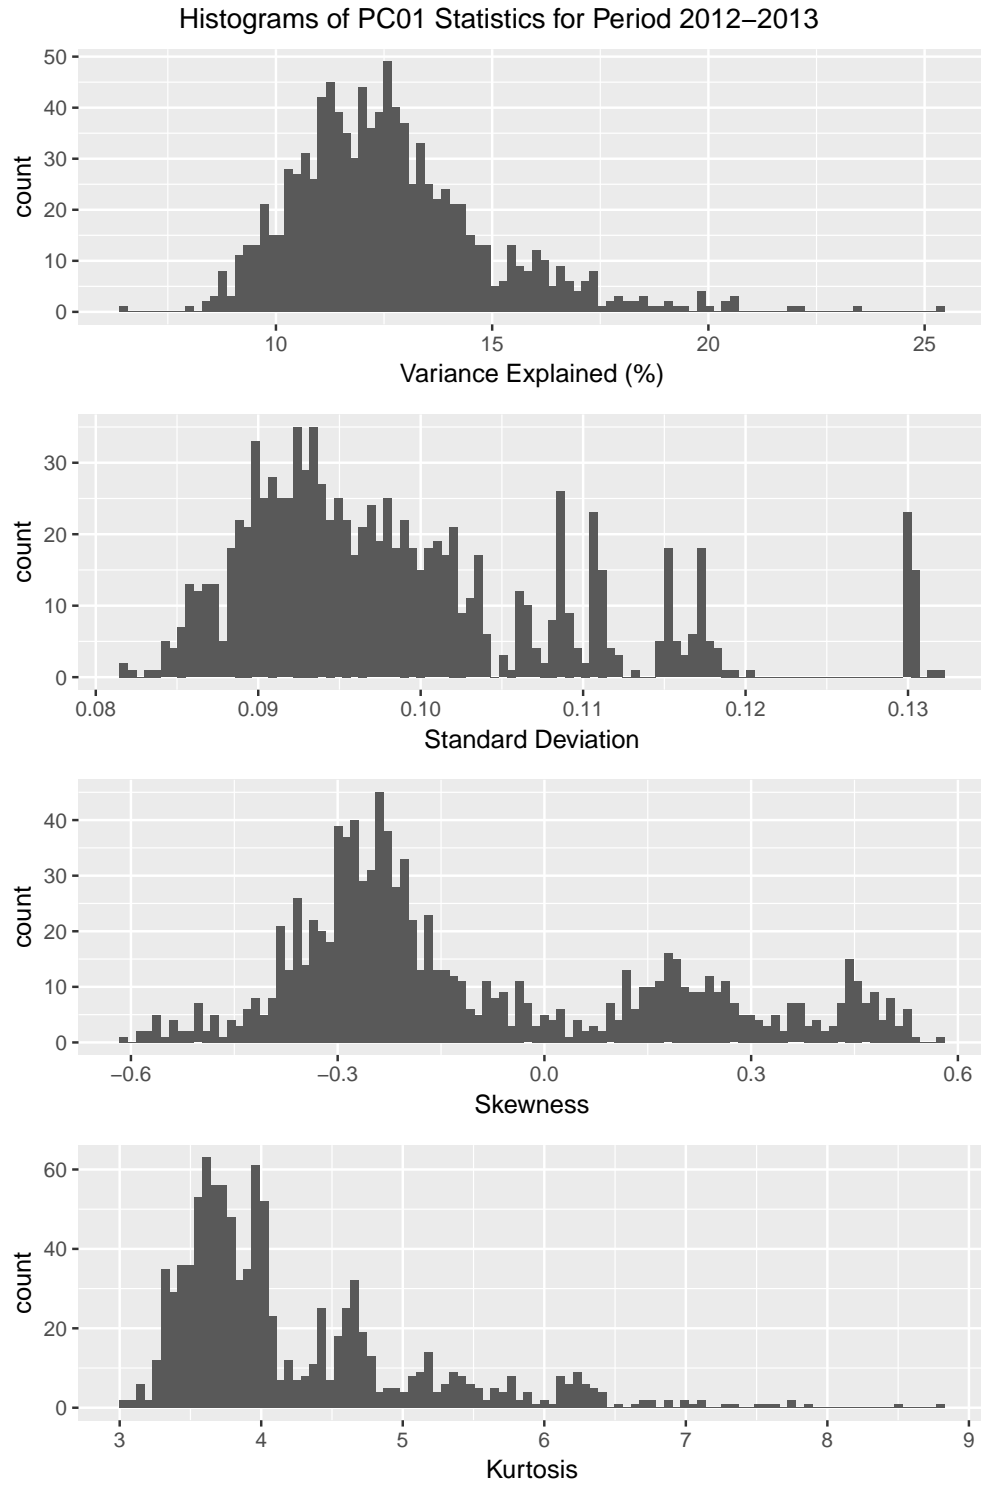 Histograms of PC01 Statistics for Period 2012–2013
50
40
30
20
10
0
count
10 15 20 25
Variance Explained (%)
30
20
10
0
count
0.08 0.09 0.10 0.11 0.12 0.13
Standard Deviation
40
30
20
10
0
count
−0.6 −0.3 0.0 0.3 0.6
Skewness
60
40
20
0
count
3 4 5 6 7 8 9
Kurtosis